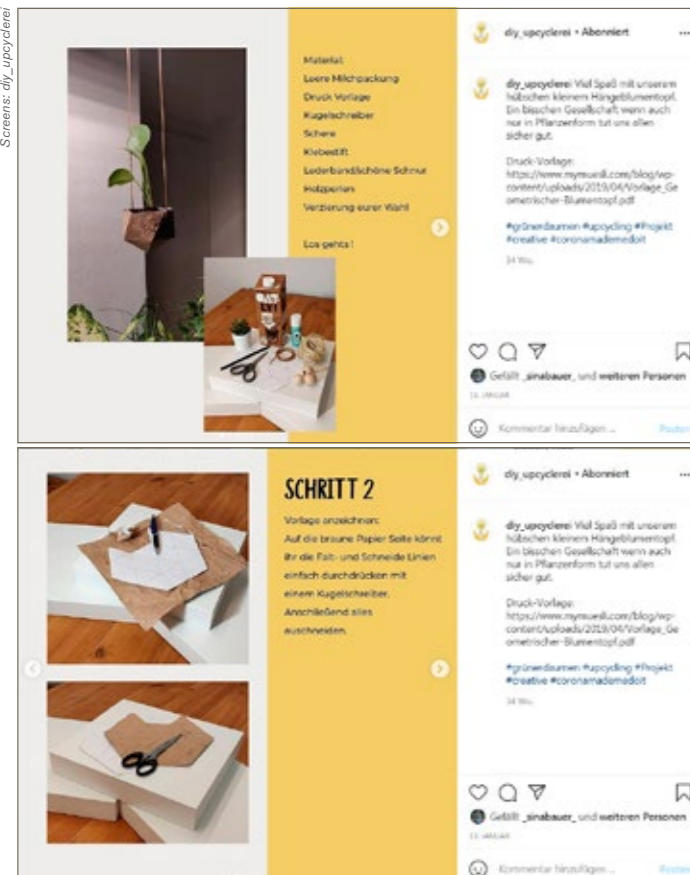 Screens: diy_upcyclerei
Material:
Leere Milchpackung
Druck Vorlage
Kugelschreiber
Schere
Klebestift
Lederband/schöne Schnur
Holzperlen
Verzierung eurer Wahl
Los gehts!
diy_upcyclerei • Abonniert
diy_upcyclerei Viel Spaß mit unserem
hübschen kleinem Hängeblumentopf.
Ein bisschen Gesellschaft wenn auch
nur in Pflanzenform tut uns allen
sicher gut.
Druck-Vorlage:
https://www.mymuesli.com/blog/wp-
content/uploads/2019/04/Vorlage_Ge
ometrischer-Blumentopf.pdf
#grünerdaumen #upcycling #Projekt
#creative #coronamademedoit
34 Wo.
Gefällt _sinabauer_ und weiteren Personen
Kommentar hinzufügen ...
Posten
SCHRITT 2
Vorlage anzeichnen:
Auf die braune Papier Seite könnt
ihr die Falt- und Schneide Linien
einfach durchdrücken mit
einem Kugelschreiber.
Anschließend alles
ausschneiden.
diy_upcyclerei • Abonniert
diy_upcyclerei Viel Spaß mit unserem
hübschen kleinem Hängeblumentopf.
Ein bisschen Gesellschaft wenn auch
nur in Pflanzenform tut uns allen
sicher gut.
Druck-Vorlage:
https://www.mymuesli.com/blog/wp-
content/uploads/2019/04/Vorlage_Ge
ometrischer-Blumentopf.pdf
#grünerdaumen #upcycling #Projekt
#creative #coronamademedoit
34 Wo.
Gefällt _sinabauer_ und weiteren Personen
Kommentar hinzufügen ...
Posten